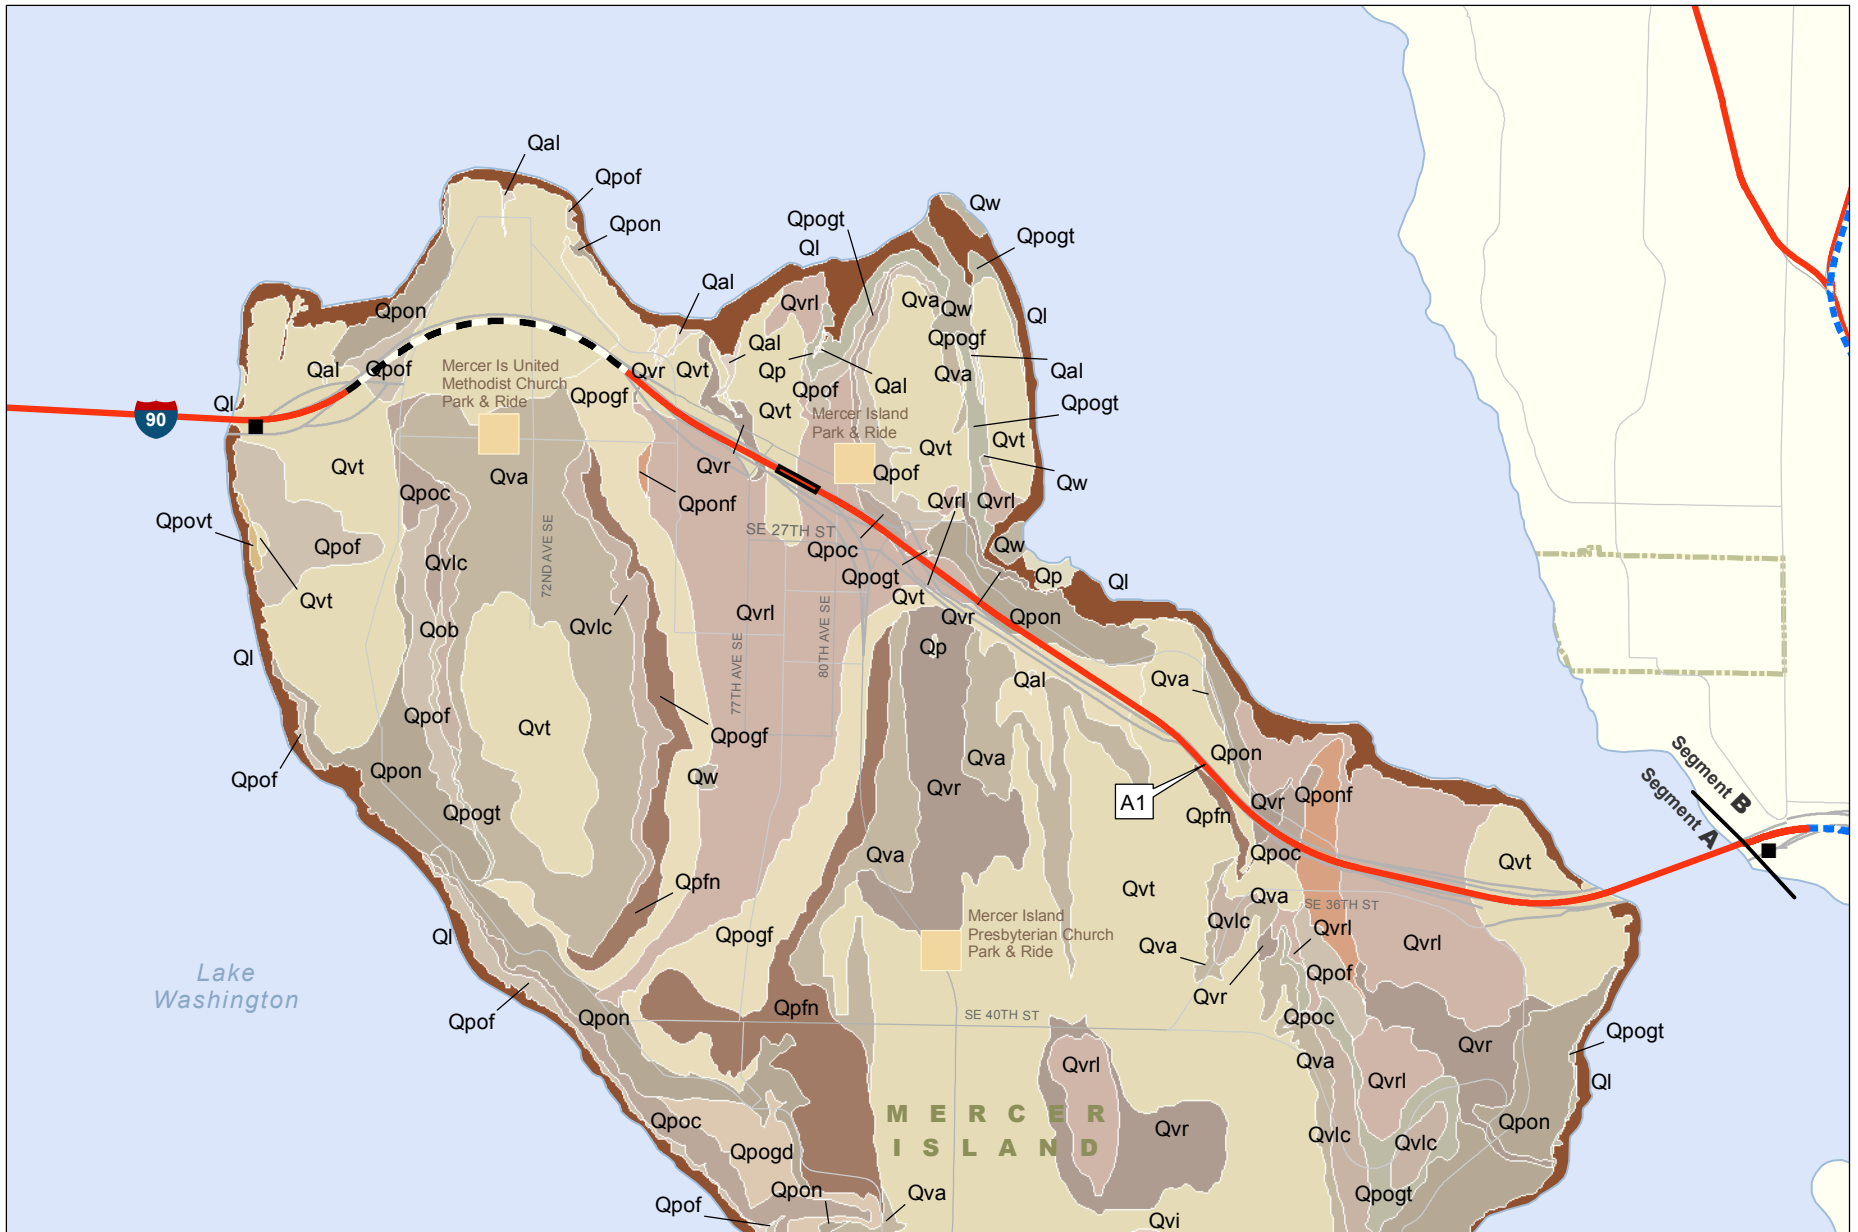 Qal
Qpof
Qpon
Qpogt
Ql
Qw
Qpogt
Qal
Qvrl
Qva
Qw
Ql
Qpon
Qal
Qp
Qpogf
Qal
Qpof
Mercer Is United
Methodist Church
Park & Ride
Qvr
Qvt
Qpof
Qal
Qva
Qal
Ql
90
Qpogf
Qvt
Mercer Island
Park & Ride
Qpogt
Qvt
Qva
Qvr
Qpof
Qvt
Qvt
Qw
Qpoc
Qponf
Qvrl
Qvrl
Qpovt
Qpof
72ND AVE SE
SE 27TH ST
Qpoc
Qw
Qvlc
Qpogt
Qp
Ql
Qvt
Qvlc
Qvrl
Qvt
Qvr
Qpon
Qob
80TH AVE SE
Qp
Ql
77TH AVE SE
Qal
Qva
Qpof
Qvt
Qpogf
Qva
Qpon
Qpof
Qpon
Qw
Qvr
A1
Qvr
Qponf
Segment B
Segment A
Qpogt
Qpfn
Qva
Qpoc
Qvt
Qpfn
Qvt
Qva
SE 36TH ST
Ql
Qpogf
Mercer Island
Presbyterian Church
Park & Ride
Qva
Qvlc
Qvrl
Qvrl
Lake
Washington
Qpof
Qvr
Qpof
Qpon
Qpfn
SE 40TH ST
Qpoc
Qvr
Qpogt
Qvrl
Qva
Qvrl
Ql
MERCER
ISLAND
Qpoc
Qvr
Qvlc
Qvlc
Qpon
Qpogd
Qpon
Qva
Qpogt
Qpof
Qvi